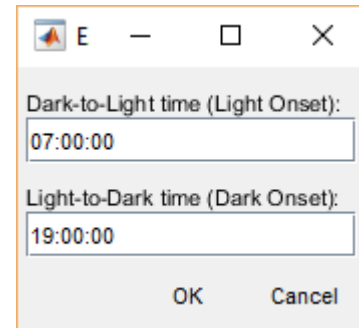 E
Dark-to-Light time (Light Onset):
07:00:00
Light-to-Dark time (Dark Onset):
19:00:00
OK Cancel